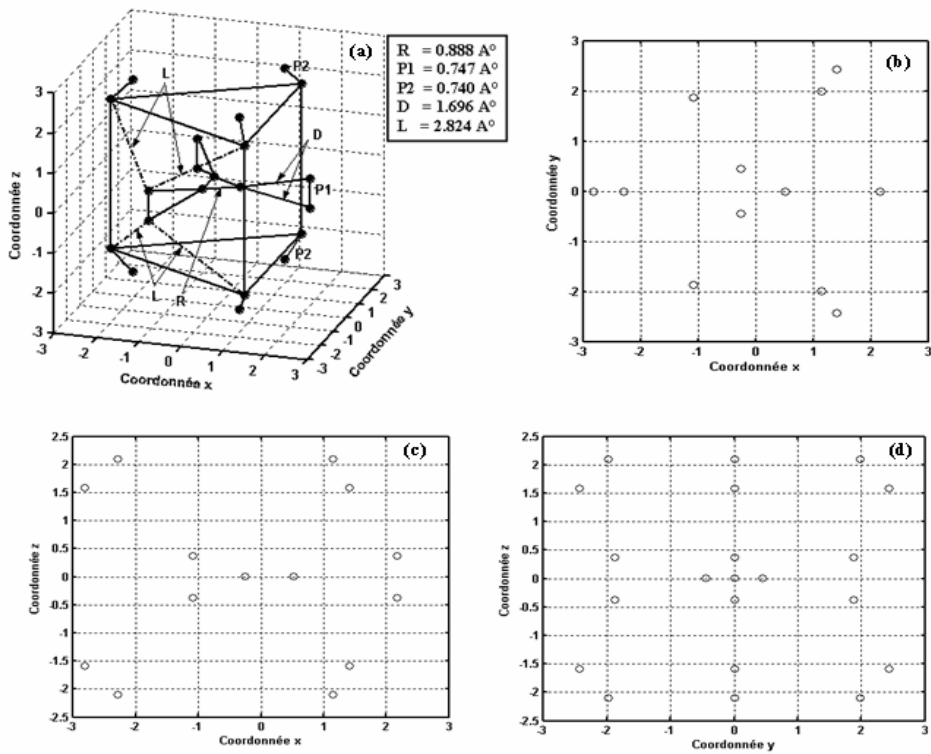 (a)
R = 0.888 A°
P1 = 0.747 A°
P2 = 0.740 A°
D = 1.696 A°
L = 2.824 A°
P2
L
D
P1
P2
L
R
3
2
1
0
-1
-2
-3
Coordonnée z
-3
-2
-1
0
1
2
3
Coordonnée x
-3
-2
-1
0
1
2
3
Coordonnée y
(b)
3
2
1
0
-1
-2
-3
Coordonnée y
-3 -2 -1 0 1 2 3
Coordonnée x
(c)
2.5
2
1.5
1
0.5
0
-0.5
-1
-1.5
-2
-2.5
Coordonnée z
-3 -2 -1 0 1 2 3
Coordonnée x
(d)
2.5
2
1.5
1
0.5
0
-0.5
-1
-1.5
-2
-2.5
Coordonnée z
-3 -2 -1 0 1 2 3
Coordonnée y